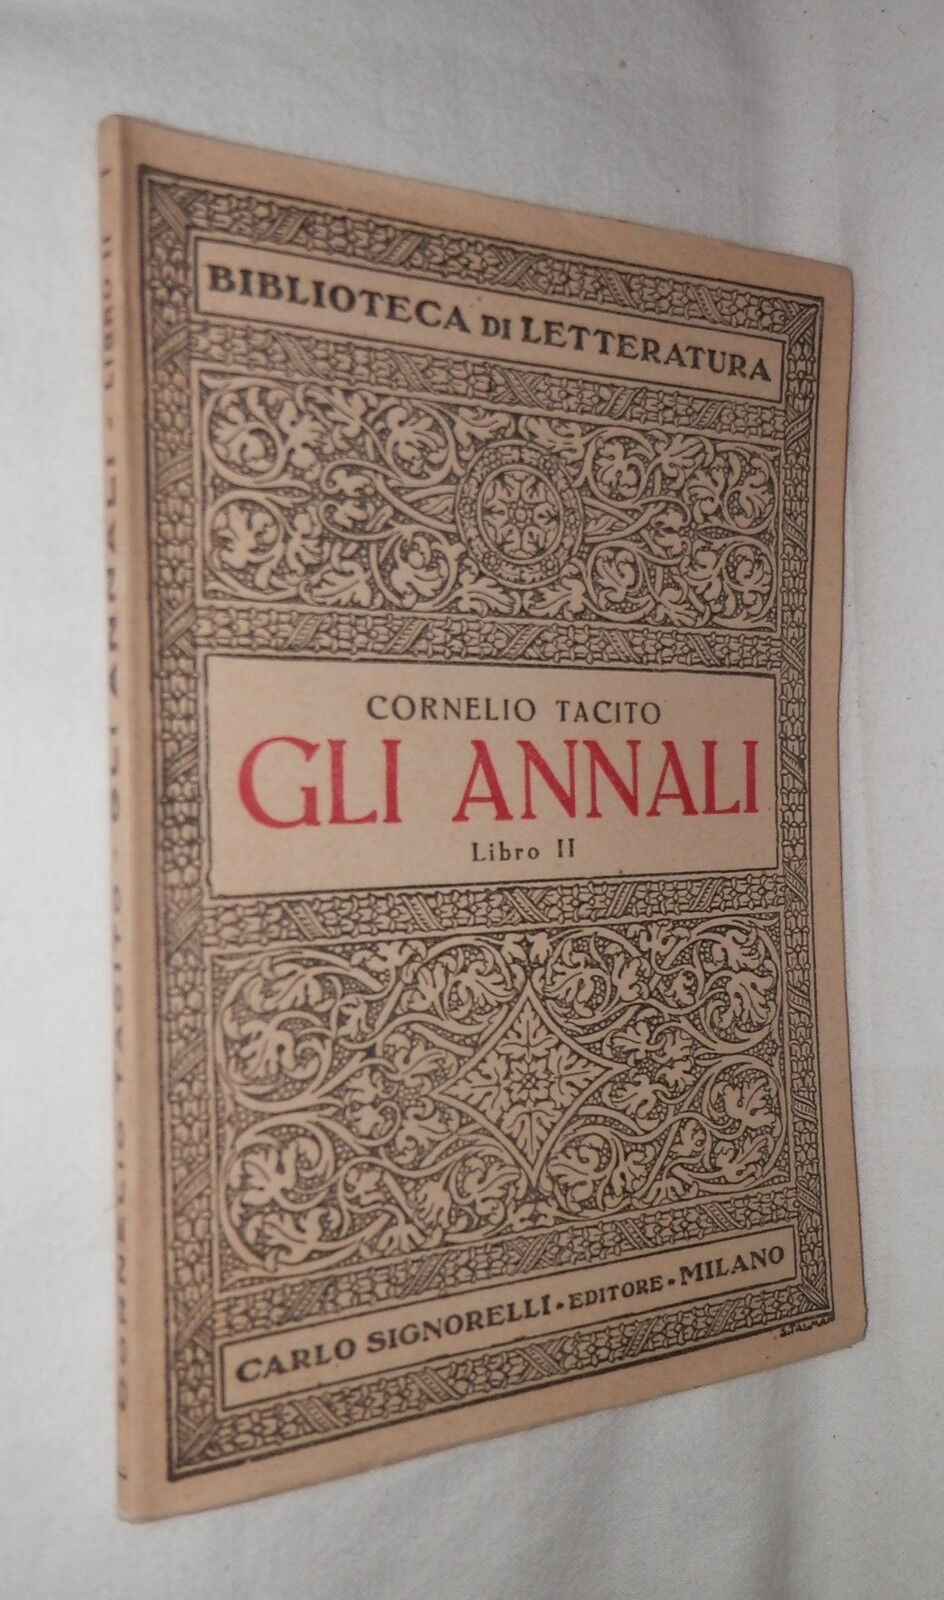 BIBLIOTECA DI LETTERATURA
CORNELIO TACITO
GLI ANNALI
Libro II
CARLO SIGNORELLI • EDITORE • MILANO
CORNELIO TACITO - GLI ANNALI - LIBRO II